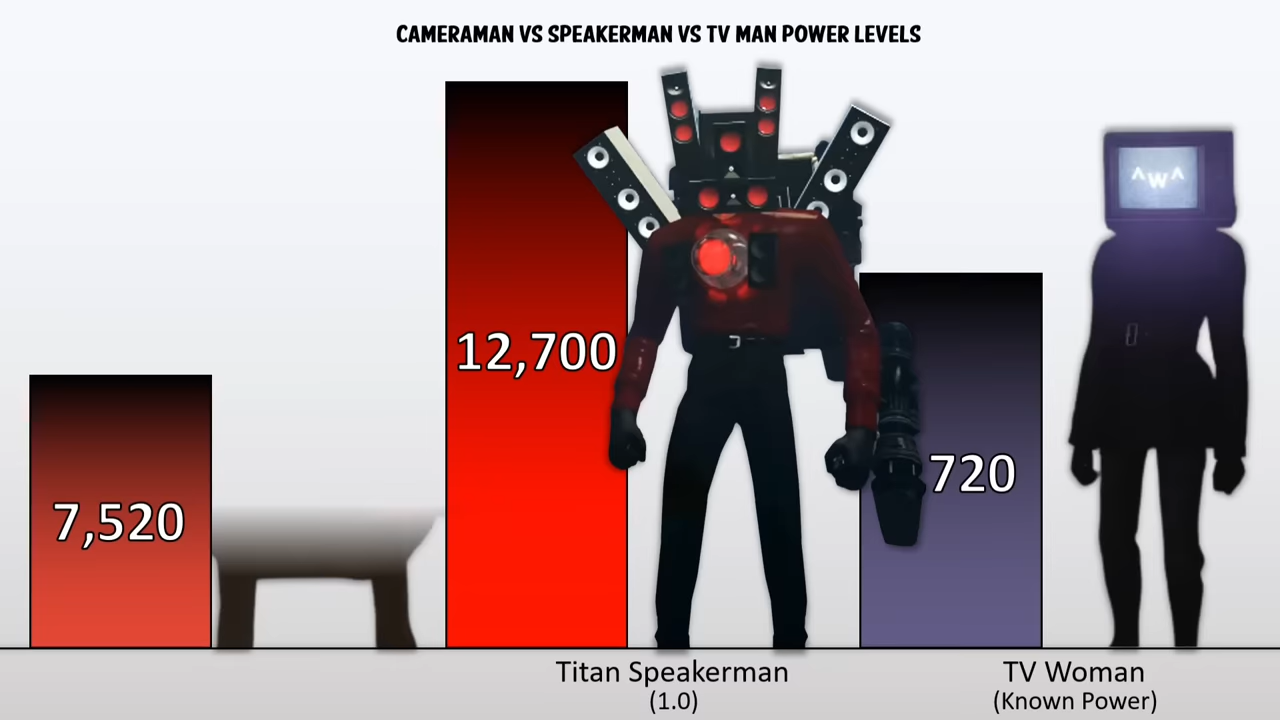 CAMERAMAN VS SPEAKERMAN VS TV MAN POWER LEVELS
^W^
12,700
720
7,520
Titan Speakerman
(1.0)
TV Woman
(Known Power)